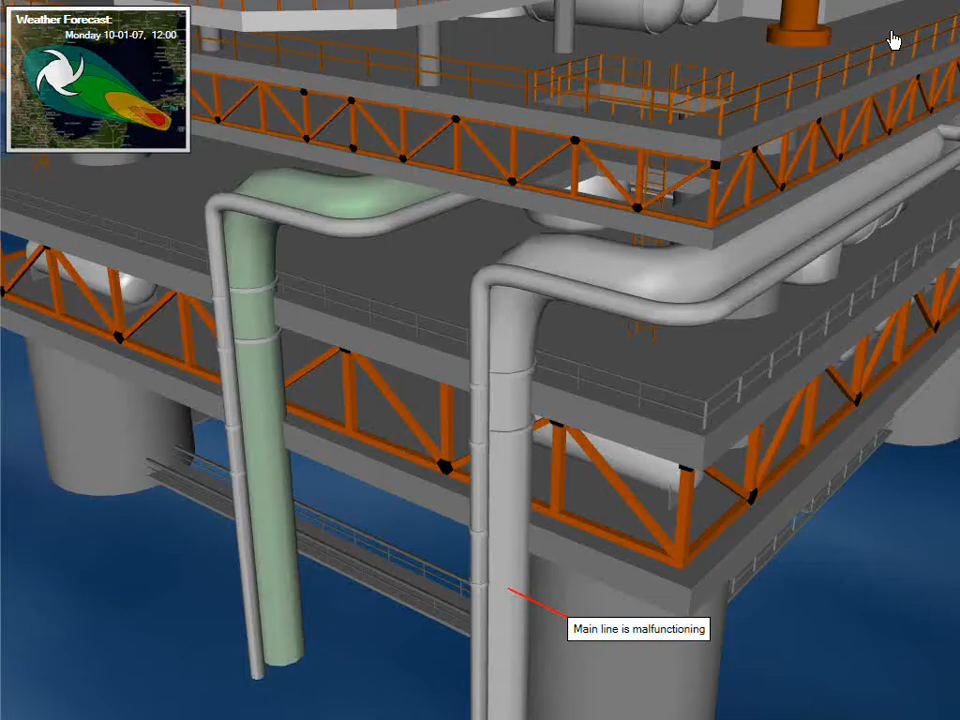 Weather Forecast:
Monday 10-01-07, 12:00
Main line is malfunctioning